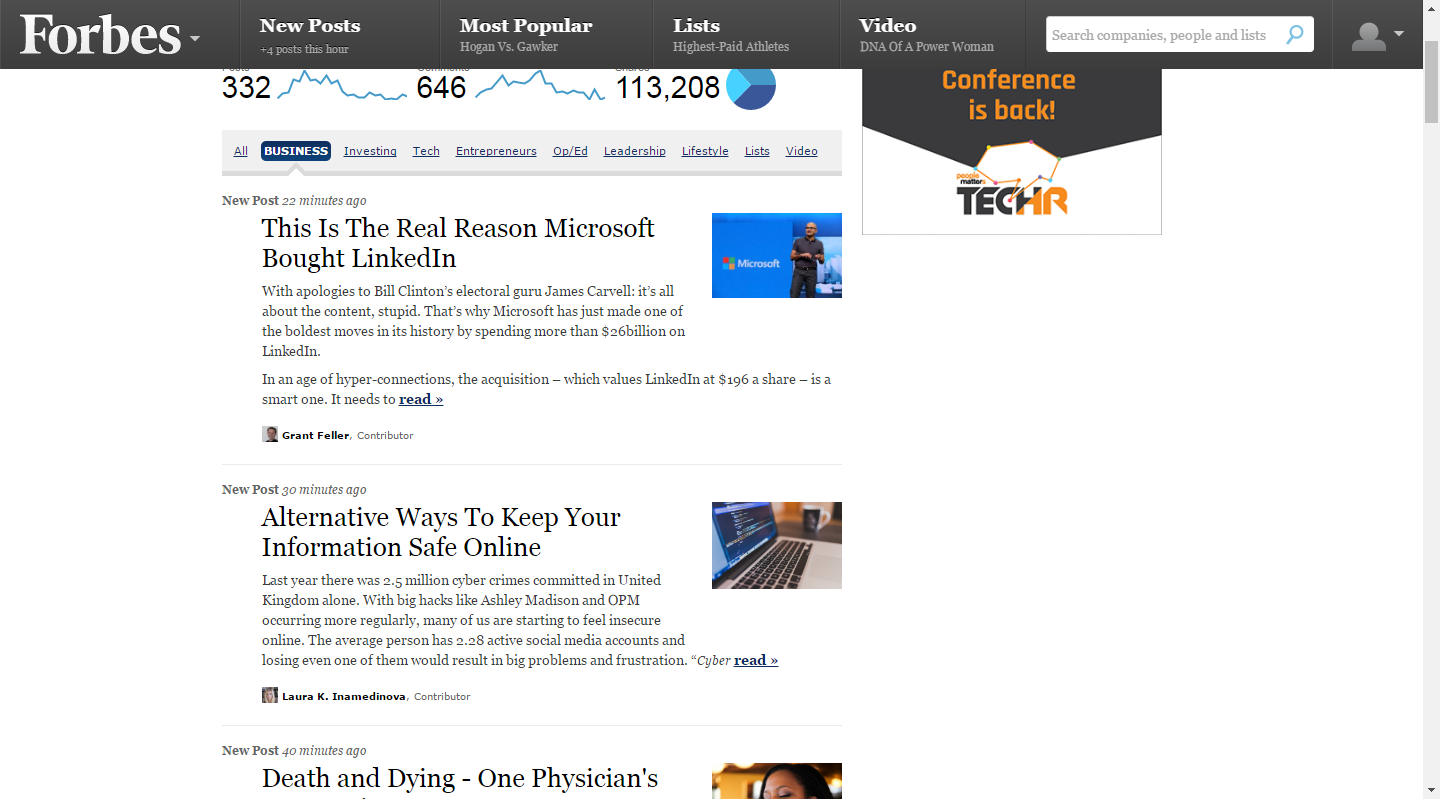 Forbes
New Posts
+4 posts this hour
Most Popular
Hogan Vs. Gawker
Lists
Highest-Paid Athletes
Video
DNA Of A Power Woman
Search companies, people and lists
332
646
113,208
Conference
is back!
people
matters
TECHHR
All BUSINESS Investing Tech Entrepreneurs Op/Ed Leadership Lifestyle Lists Video
New Post 22 minutes ago
This Is The Real Reason Microsoft
Bought LinkedIn
Microsoft
With apologies to Bill Clinton’s electoral guru James Carvell: it’s all
about the content, stupid. That’s why Microsoft has just made one of
the boldest moves in its history by spending more than $26billion on
LinkedIn.
In an age of hyper-connections, the acquisition – which values LinkedIn at $196 a share – is a
smart one. It needs to read »
Grant Feller, Contributor
New Post 30 minutes ago
Alternative Ways To Keep Your
Information Safe Online
Last year there was 2.5 million cyber crimes committed in United
Kingdom alone. With big hacks like Ashley Madison and OPM
occurring more regularly, many of us are starting to feel insecure
online. The average person has 2.28 active social media accounts and
losing even one of them would result in big problems and frustration. “Cyber read »
Laura K. Inamedinova, Contributor
New Post 40 minutes ago
Death and Dying - One Physician's